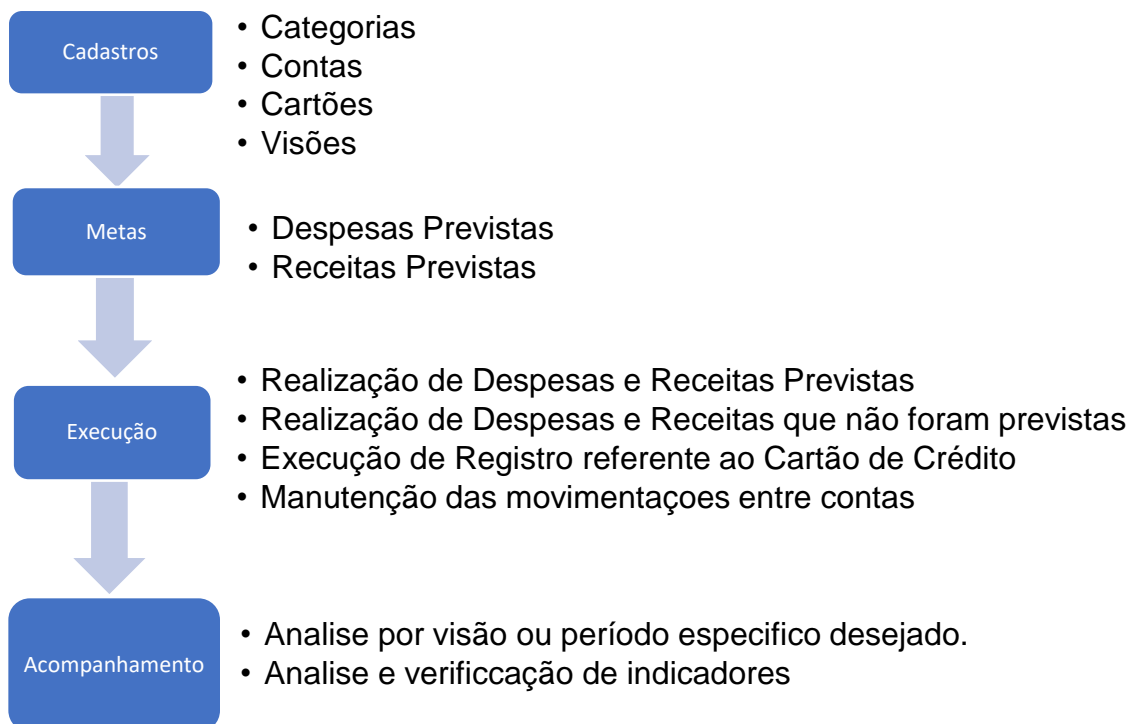 Cadastros
• Categorias
• Contas
• Cartões
• Visões
Metas
• Despesas Previstas
• Receitas Previstas
Execução
• Realização de Despesas e Receitas Previstas
• Realização de Despesas e Receitas que não foram previstas
• Execução de Registro referente ao Cartão de Crédito
• Manutenção das movimentaçoes entre contas
Acompanhamento
• Analise por visão ou período especifico desejado.
• Analise e verificcação de indicadores